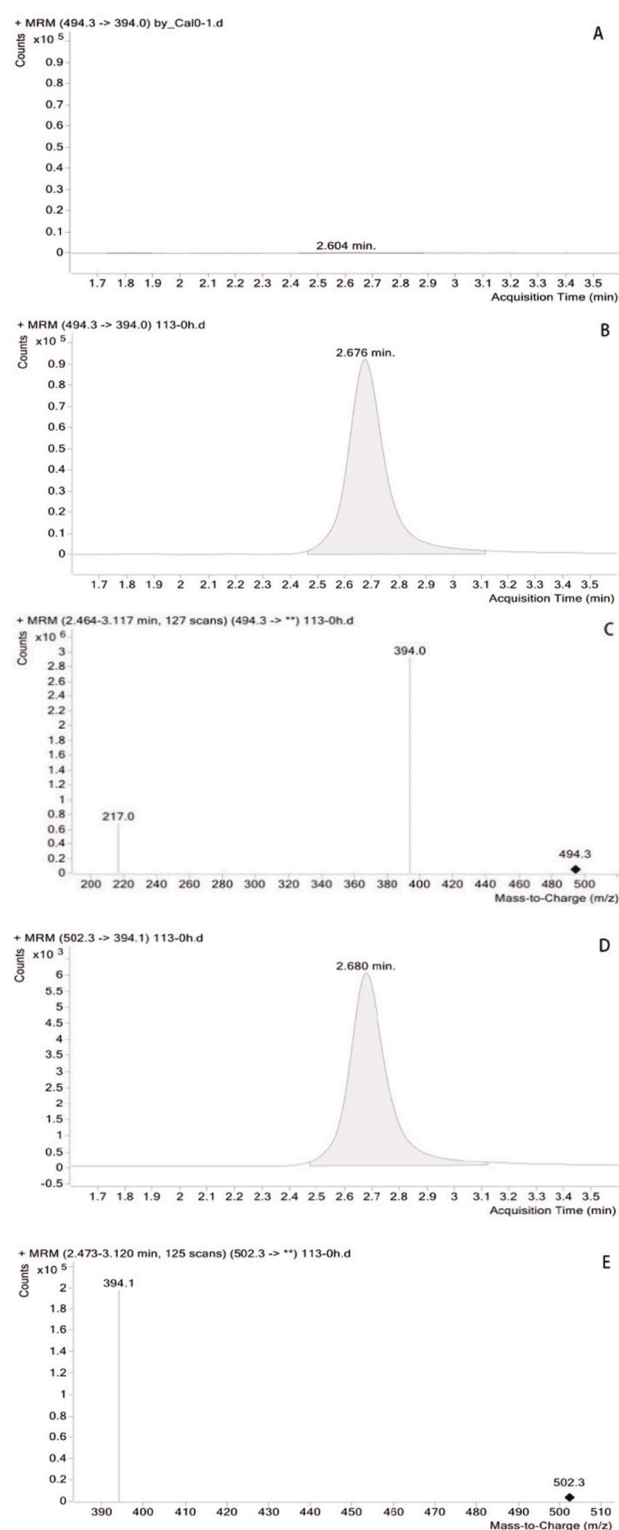 + MRM (494.3 -> 394.0) by_Cal0-1.d
A
Counts
x10 5
0.9
0.8
0.7
0.6
0.5
0.4
0.3
0.2
0.1
0
2.604 min.
1.7 1.8 1.9 2 2.1 2.2 2.3 2.4 2.5 2.6 2.7 2.8 2.9 3 3.1 3.2 3.3 3.4 3.5
Acquisition Time (min)
+ MRM (494.3 -> 394.0) 113-0h.d
B
Counts
x10 5
0.9
0.8
0.7
0.6
0.5
0.4
0.3
0.2
0.1
0
2.676 min.
1.7 1.8 1.9 2 2.1 2.2 2.3 2.4 2.5 2.6 2.7 2.8 2.9 3 3.1 3.2 3.3 3.4 3.5
Acquisition Time (min)
+ MRM (2.464-3.117 min, 127 scans) (494.3 -> **) 113-0h.d
C
Counts
x10 6
3
2.8
2.6
2.4
2.2
2
1.8
1.6
1.4
1.2
1
0.8
0.6
0.4
0.2
0
394.0
217.0
494.3
200 220 240 260 280 300 320 340 360 380 400 420 440 460 480 500
Mass-to-Charge (m/z)
+ MRM (502.3 -> 394.1) 113-0h.d
D
Counts
x10 3
6
5.5
5
4.5
4
3.5
3
2.5
2
1.5
1
0.5
0
-0.5
2.680 min.
1.7 1.8 1.9 2 2.1 2.2 2.3 2.4 2.5 2.6 2.7 2.8 2.9 3 3.1 3.2 3.3 3.4 3.5
Acquisition Time (min)
+ MRM (2.473-3.120 min, 125 scans) (502.3 -> **) 113-0h.d
E
Counts
x10 5
2
1.8
1.6
1.4
1.2
1
0.8
0.6
0.4
0.2
0
394.1
502.3
390 400 410 420 430 440 450 460 470 480 490 500 510
Mass-to-Charge (m/z)